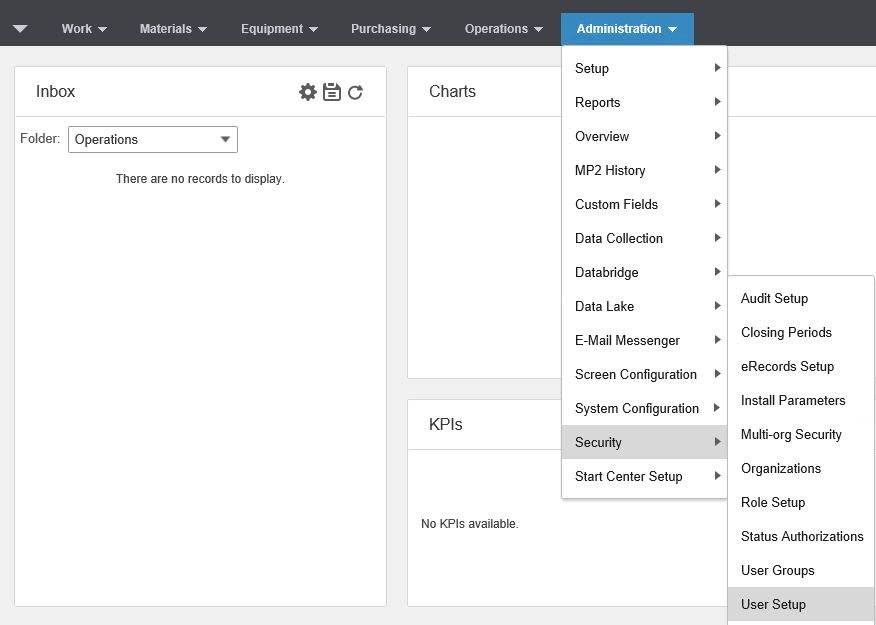 Work
Materials
Equipment
Purchasing
Operations
Administration
Inbox
Folder:
Operations
There are no records to display.
Charts
KPIs
No KPIs available.
Setup
Reports
Overview
MP2 History
Custom Fields
Data Collection
Databridge
Data Lake
E-Mail Messenger
Screen Configuration
System Configuration
Security
Start Center Setup
Audit Setup
Closing Periods
eRecords Setup
Install Parameters
Multi-org Security
Organizations
Role Setup
Status Authorizations
User Groups
User Setup